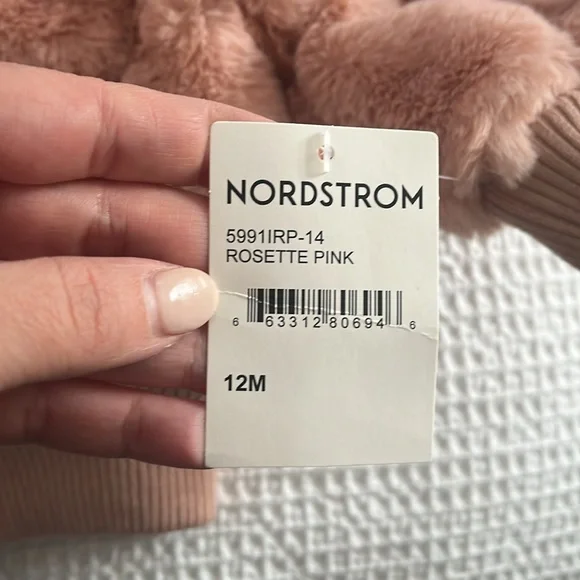 NORDSTROM
5991IRP-14
ROSETTE PINK
6 63312 80694 6
12M